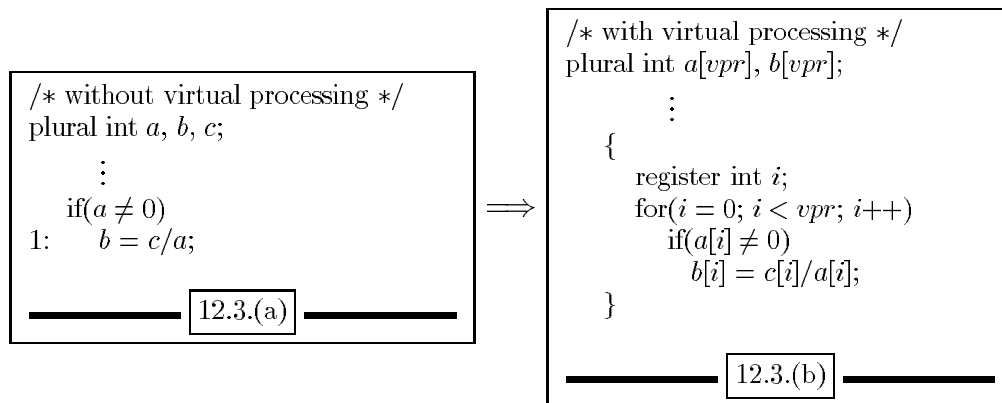 /* without virtual processing */
plural int a, b, c;
⋮
if(a ≠ 0)
1: b = c/a;
12.3.(a)
⟹
/* with virtual processing */
plural int a[vpr], b[vpr];
⋮
{
register int i;
for(i = 0; i < vpr; i++)
if(a[i] ≠ 0)
b[i] = c[i]/a[i];
}
12.3.(b)